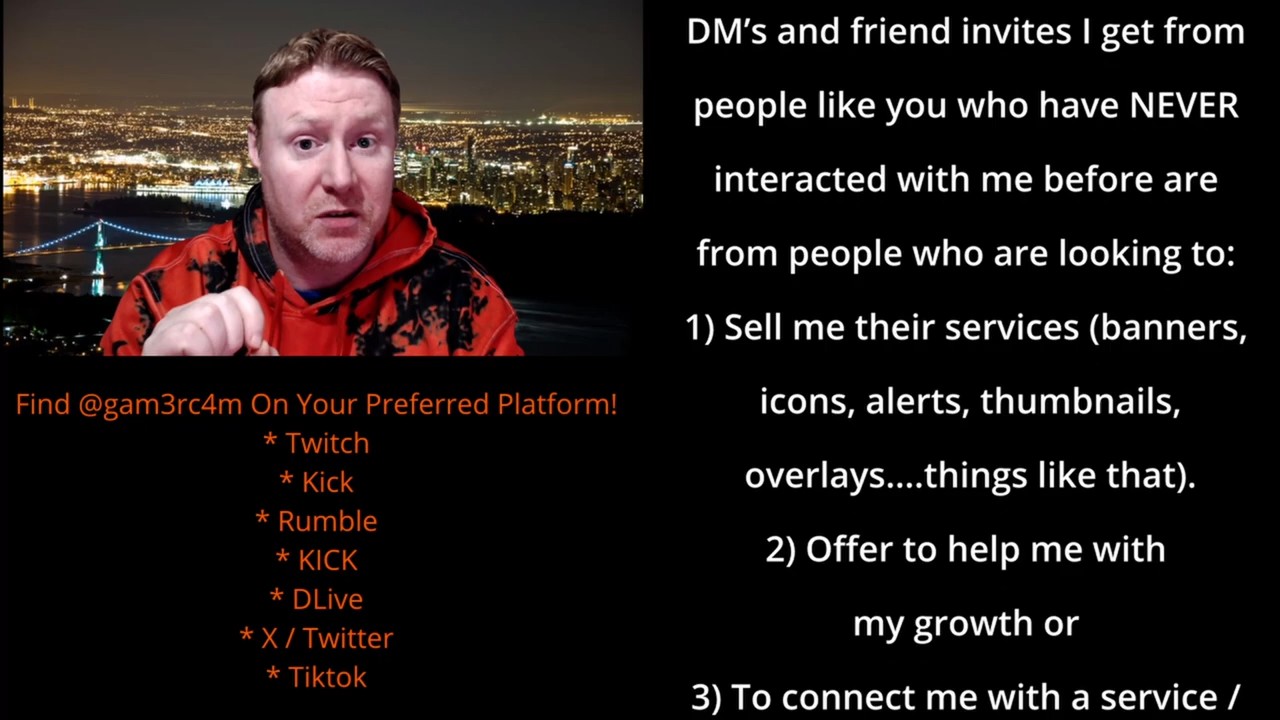 DM’s and friend invites I get from
people like you who have NEVER
interacted with me before are
from people who are looking to:
1) Sell me their services (banners,
icons, alerts, thumbnails,
overlays....things like that).
2) Offer to help me with
my growth or
3) To connect me with a service /
Find @gam3rc4m On Your Preferred Platform!
* Twitch
* Kick
* Rumble
* KICK
* DLive
* X / Twitter
* Tiktok